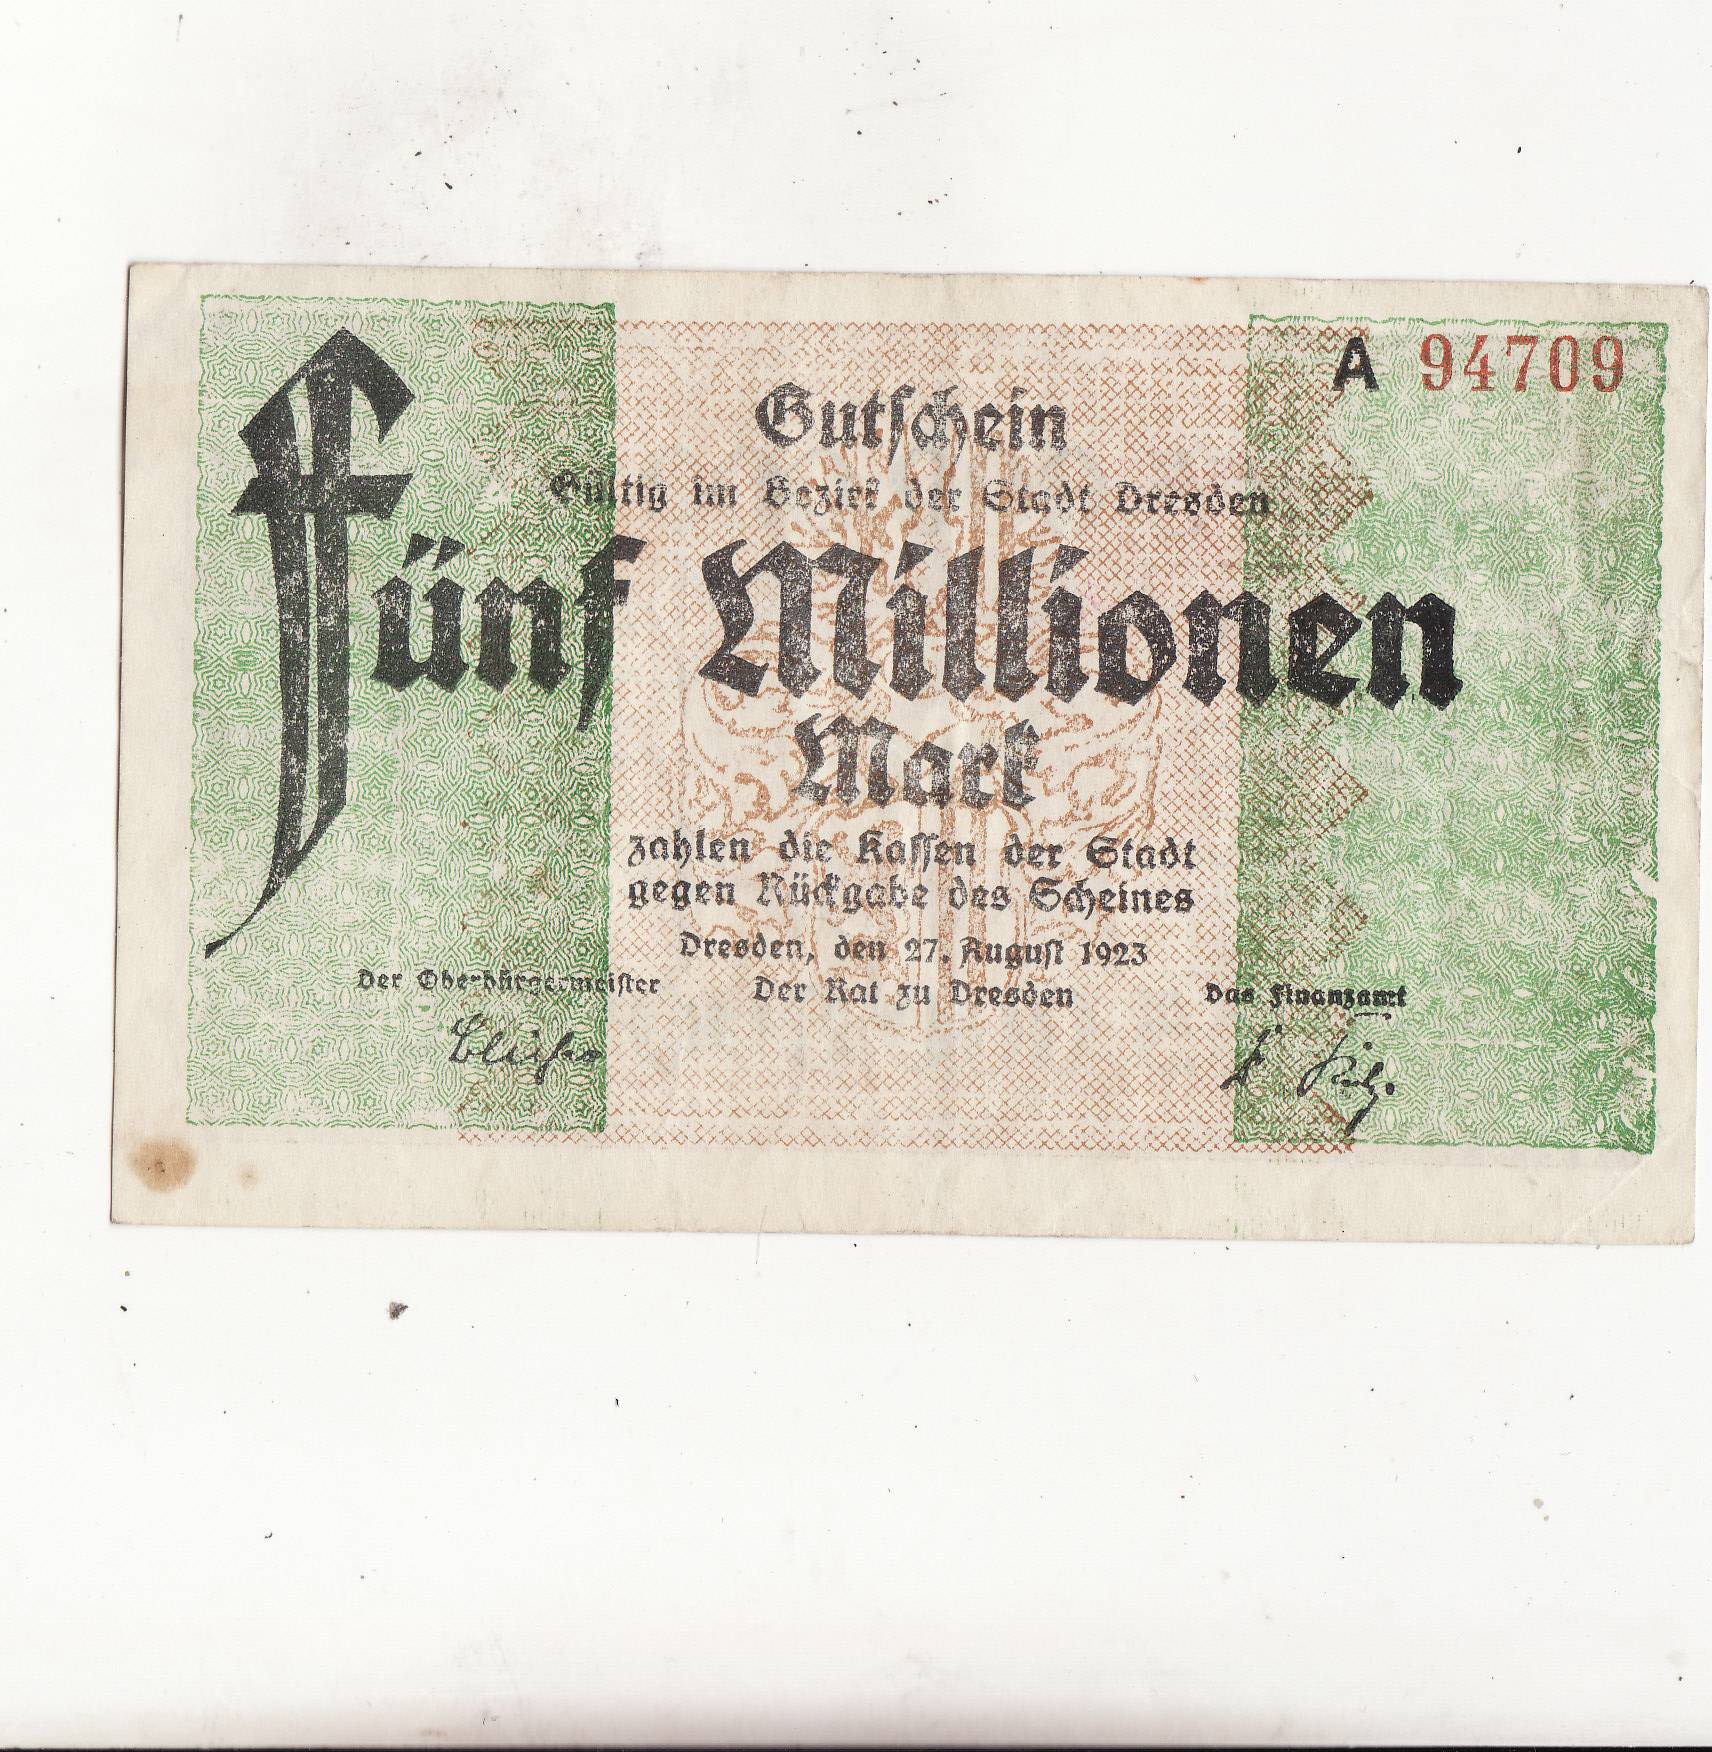 A 94709
Gutschein
Gültig im Bezirk der Stadt Dresden
Fünf Millionen
Mark
zahlen die Kassen der Stadt
gegen Rückgabe des Scheines
Dresden, den 27. August 1923
Der Oberbürgermeister Der Rat zu Dresden Das Finanzamt
Blüher